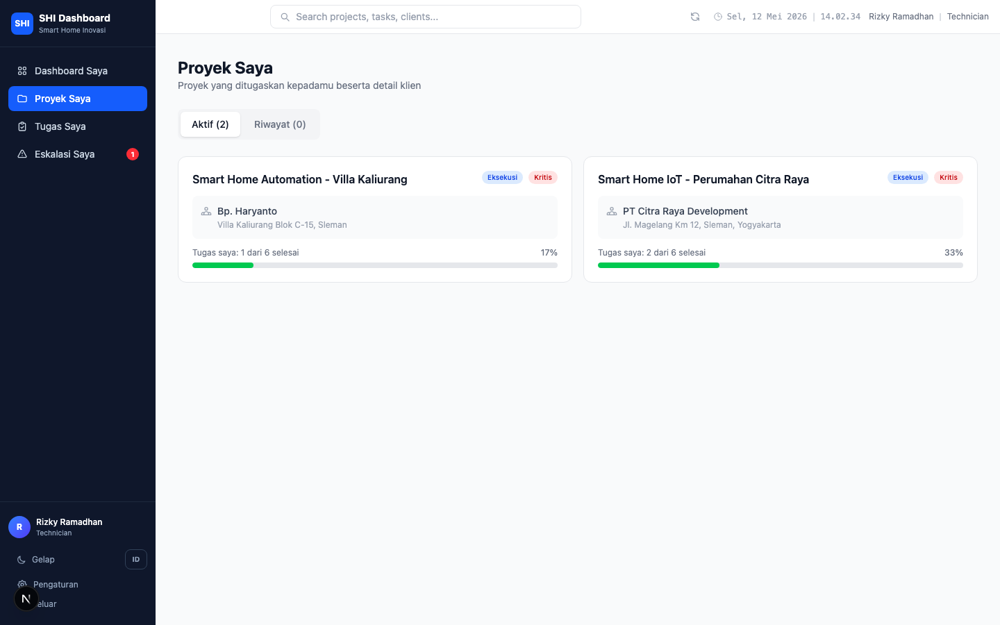 SHI
SHI Dashboard
Smart Home Inovasi
Search projects, tasks, clients...
Sel, 12 Mei 2026 | 14.02.34
Rizky Ramadhan | Technician
Dashboard Saya
Proyek Saya
Tugas Saya
Eskalasi Saya
1
Proyek Saya
Proyek yang ditugaskan kepadamu beserta detail klien
Aktif (2)
Riwayat (0)
Smart Home Automation - Villa Kaliurang
Eksekusi
Kritis
Bp. Haryanto
Villa Kaliurang Blok C-15, Sleman
Tugas saya: 1 dari 6 selesai
17%
Smart Home IoT - Perumahan Citra Raya
Eksekusi
Kritis
PT Citra Raya Development
Jl. Magelang Km 12, Sleman, Yogyakarta
Tugas saya: 2 dari 6 selesai
33%
R
Rizky Ramadhan
Technician
Gelap
ID
Pengaturan
N
eluar